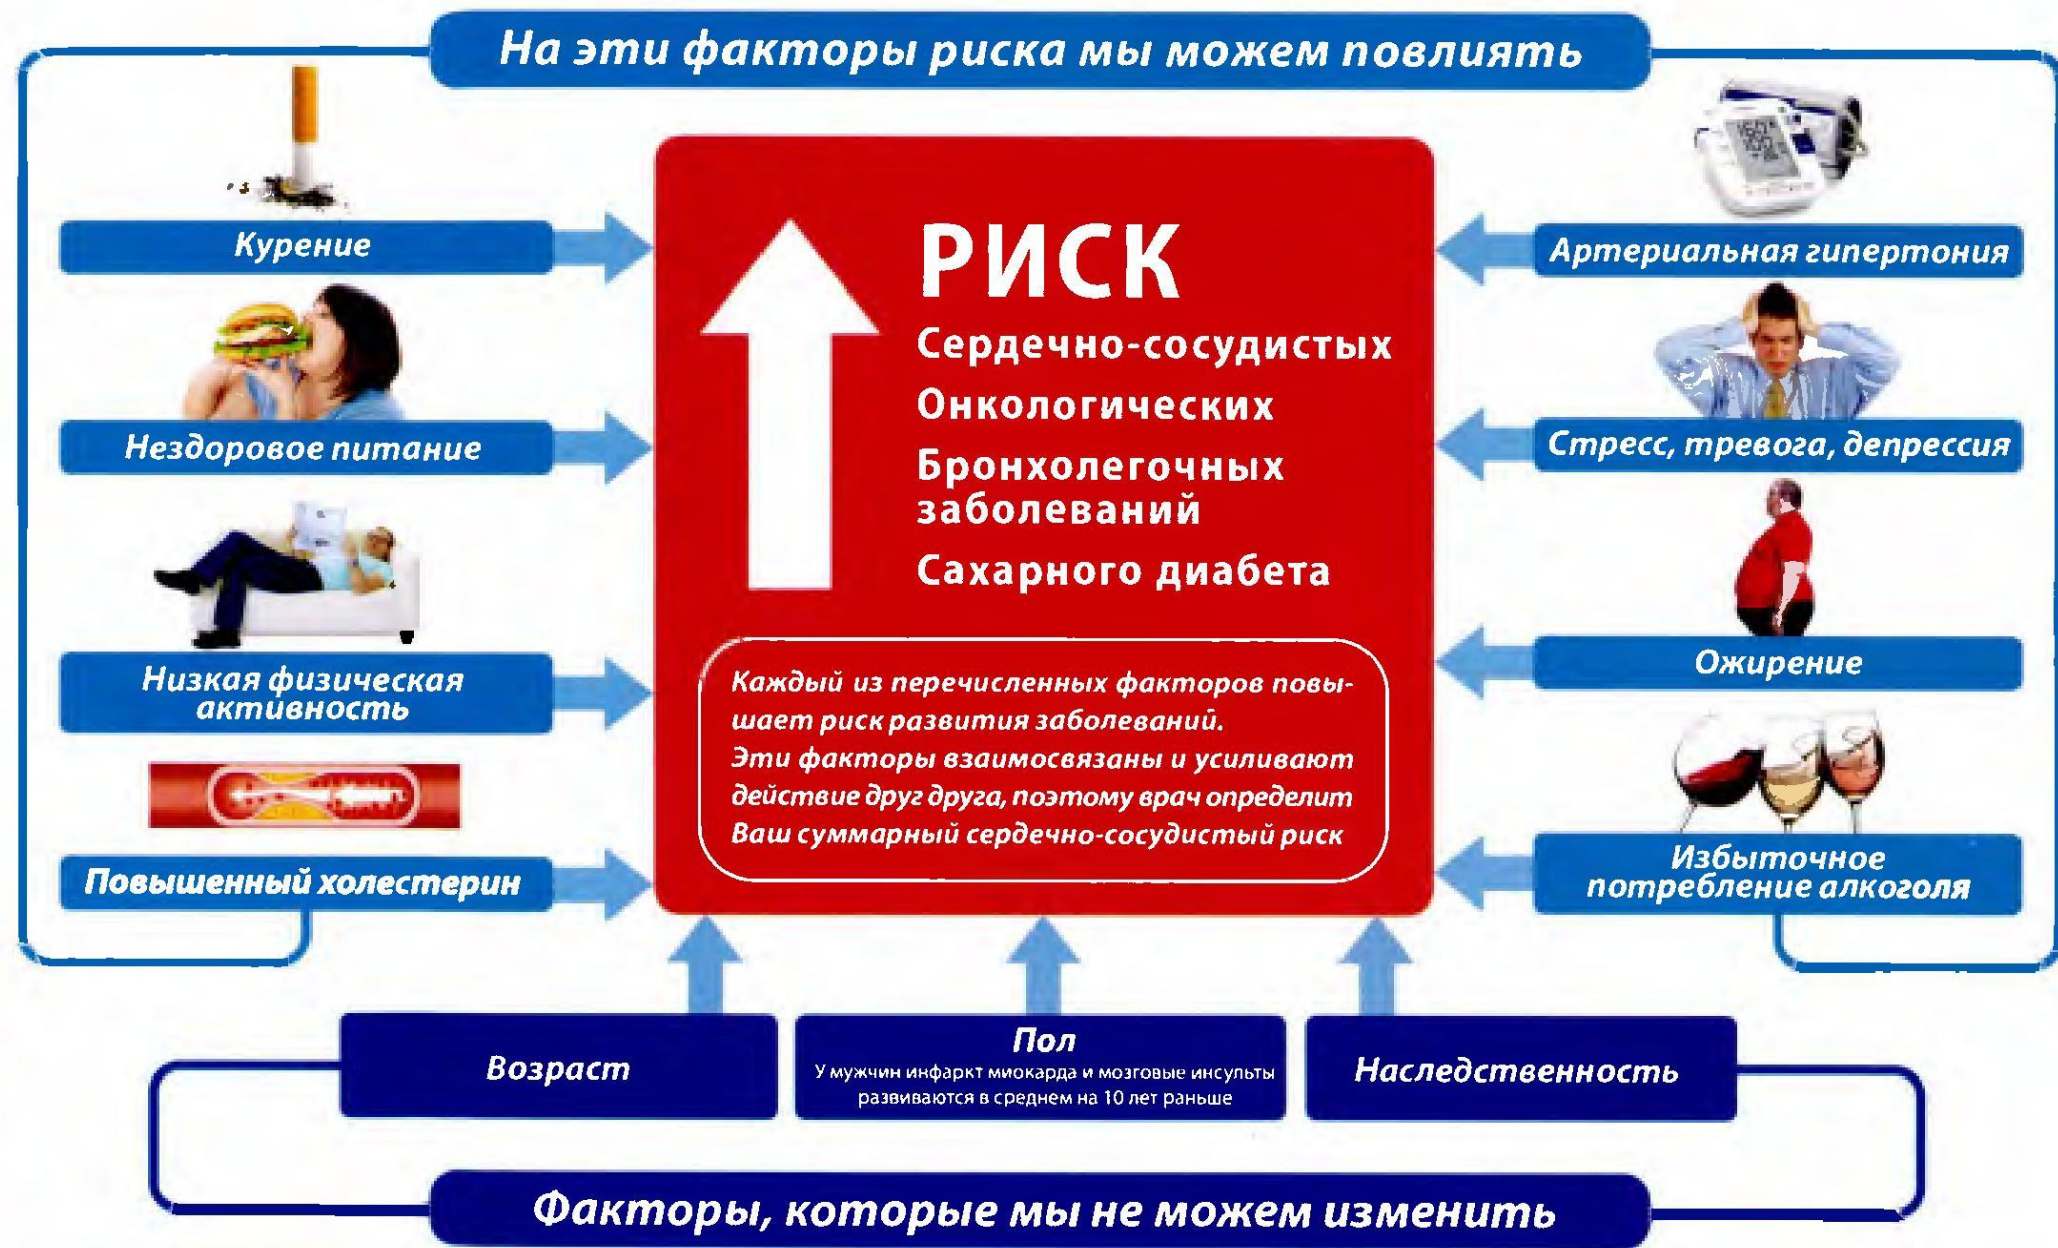 На эти факторы риска мы можем повлиять
Курение
Нездоровое питание
Низкая физическая
активность
Повышенный холестерин
РИСК
Сердечно-сосудистых
Онкологических
Бронхолегочных
заболеваний
Сахарного диабета
Каждый из перечисленных факторов повы-
шает риск развития заболеваний.
Эти факторы взаимосвязаны и усиливают
действие друг друга, поэтому врач определит
Ваш суммарный сердечно-сосудистый риск
Артериальная гипертония
Стресс, тревога, депрессия
Ожирение
Избыточное
потребление алкоголя
Возраст
Пол
У мужчин инфаркт миокарда и мозговые инсульты
развиваются в среднем на 10 лет раньше
Наследственность
Факторы, которые мы не можем изменить